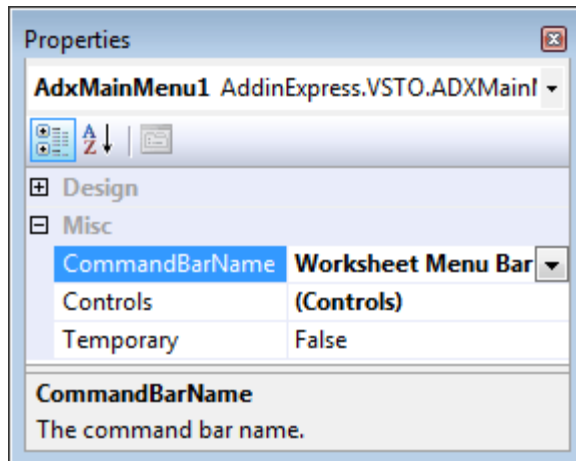 Properties
AdxMainMenu1 AddinExpress.VSTO.ADXMainM
Design
Misc
CommandBarName Worksheet Menu Bar
Controls (Controls)
Temporary False
CommandBarName
The command bar name.